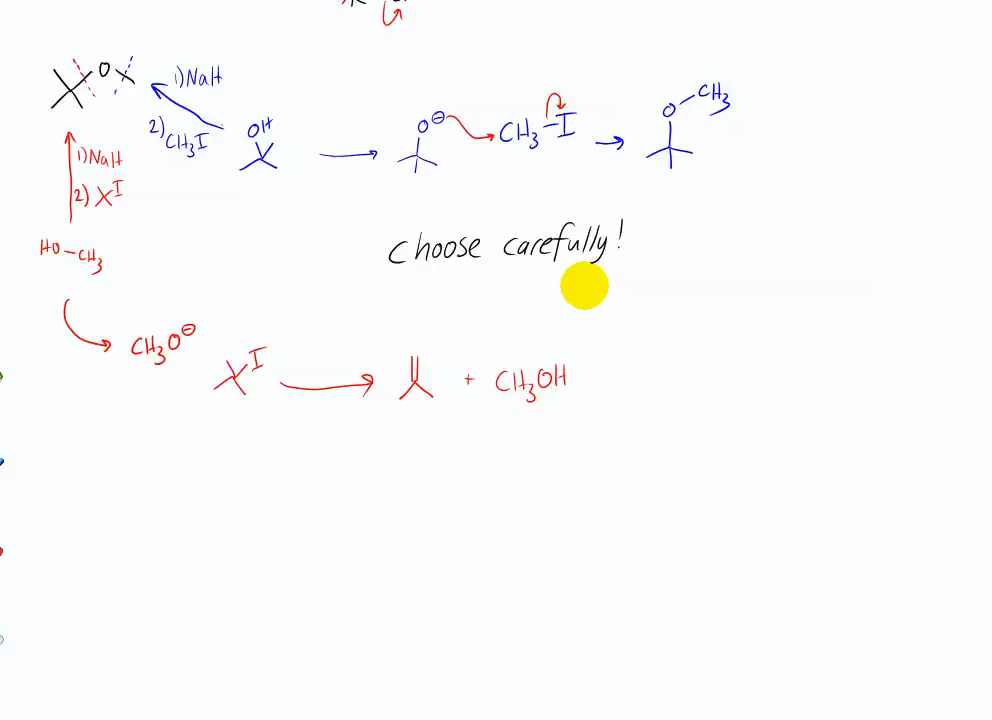 O
1) NaH
2) CH3I
OH
O⊖
CH3-I
O-CH3
1) NaH
2) I
HO-CH3
Choose carefully!
CH3O⊖
I
+ CH3OH